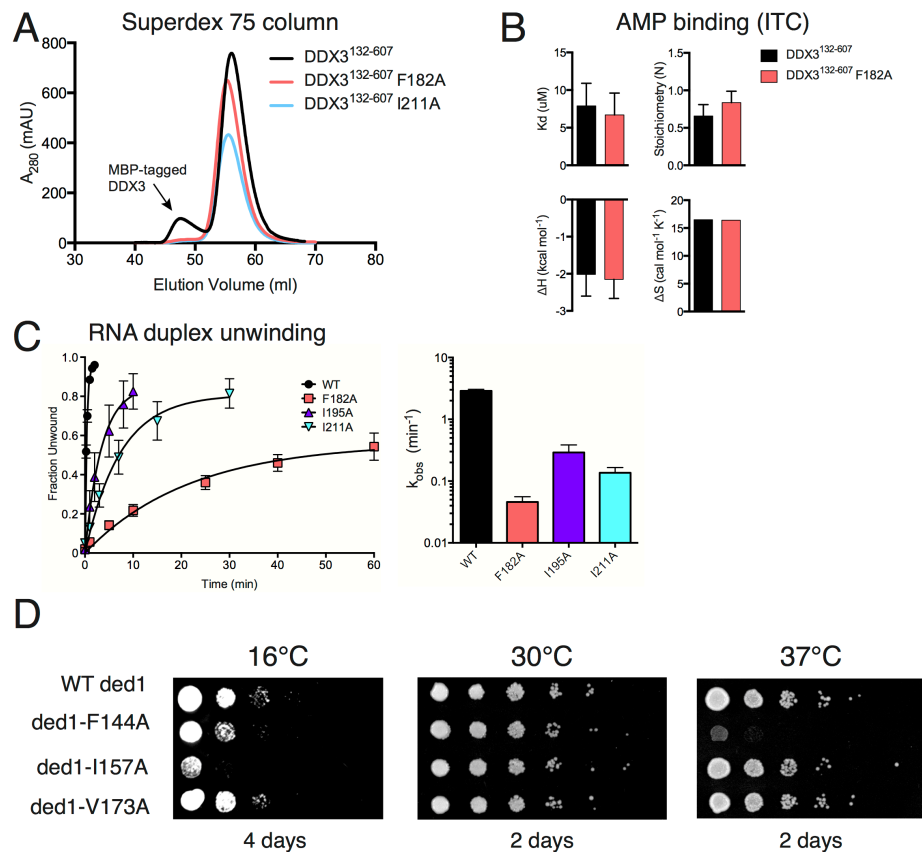 A
Superdex 75 column
800
600
400
200
0
A280 (mAU)
30 40 50 60 70 80
Elution Volume (ml)
MBP-tagged
DDX3
DDX3132-607
DDX3132-607 F182A
DDX3132-607 I211A
B
AMP binding (ITC)
Kd (uM)
15
10
5
0
Stoichiometry (N)
1.5
1.0
0.5
0.0
DDX3132-607
DDX3132-607 F182A
ΔH (kcal mol-1)
0
-1
-2
-3
ΔS (cal mol-1 K-1)
20
15
10
5
0
C
RNA duplex unwinding
Fraction Unwound
1.0
0.8
0.6
0.4
0.2
0
0 10 20 30 40 50 60
Time (min)
WT
F182A
I195A
I211A
kobs (min-1)
10
1
0.1
0.01
WT F182A I195A I211A
D
16°C 30°C 37°C
WT ded1
ded1-F144A
ded1-I157A
ded1-V173A
4 days 2 days 2 days